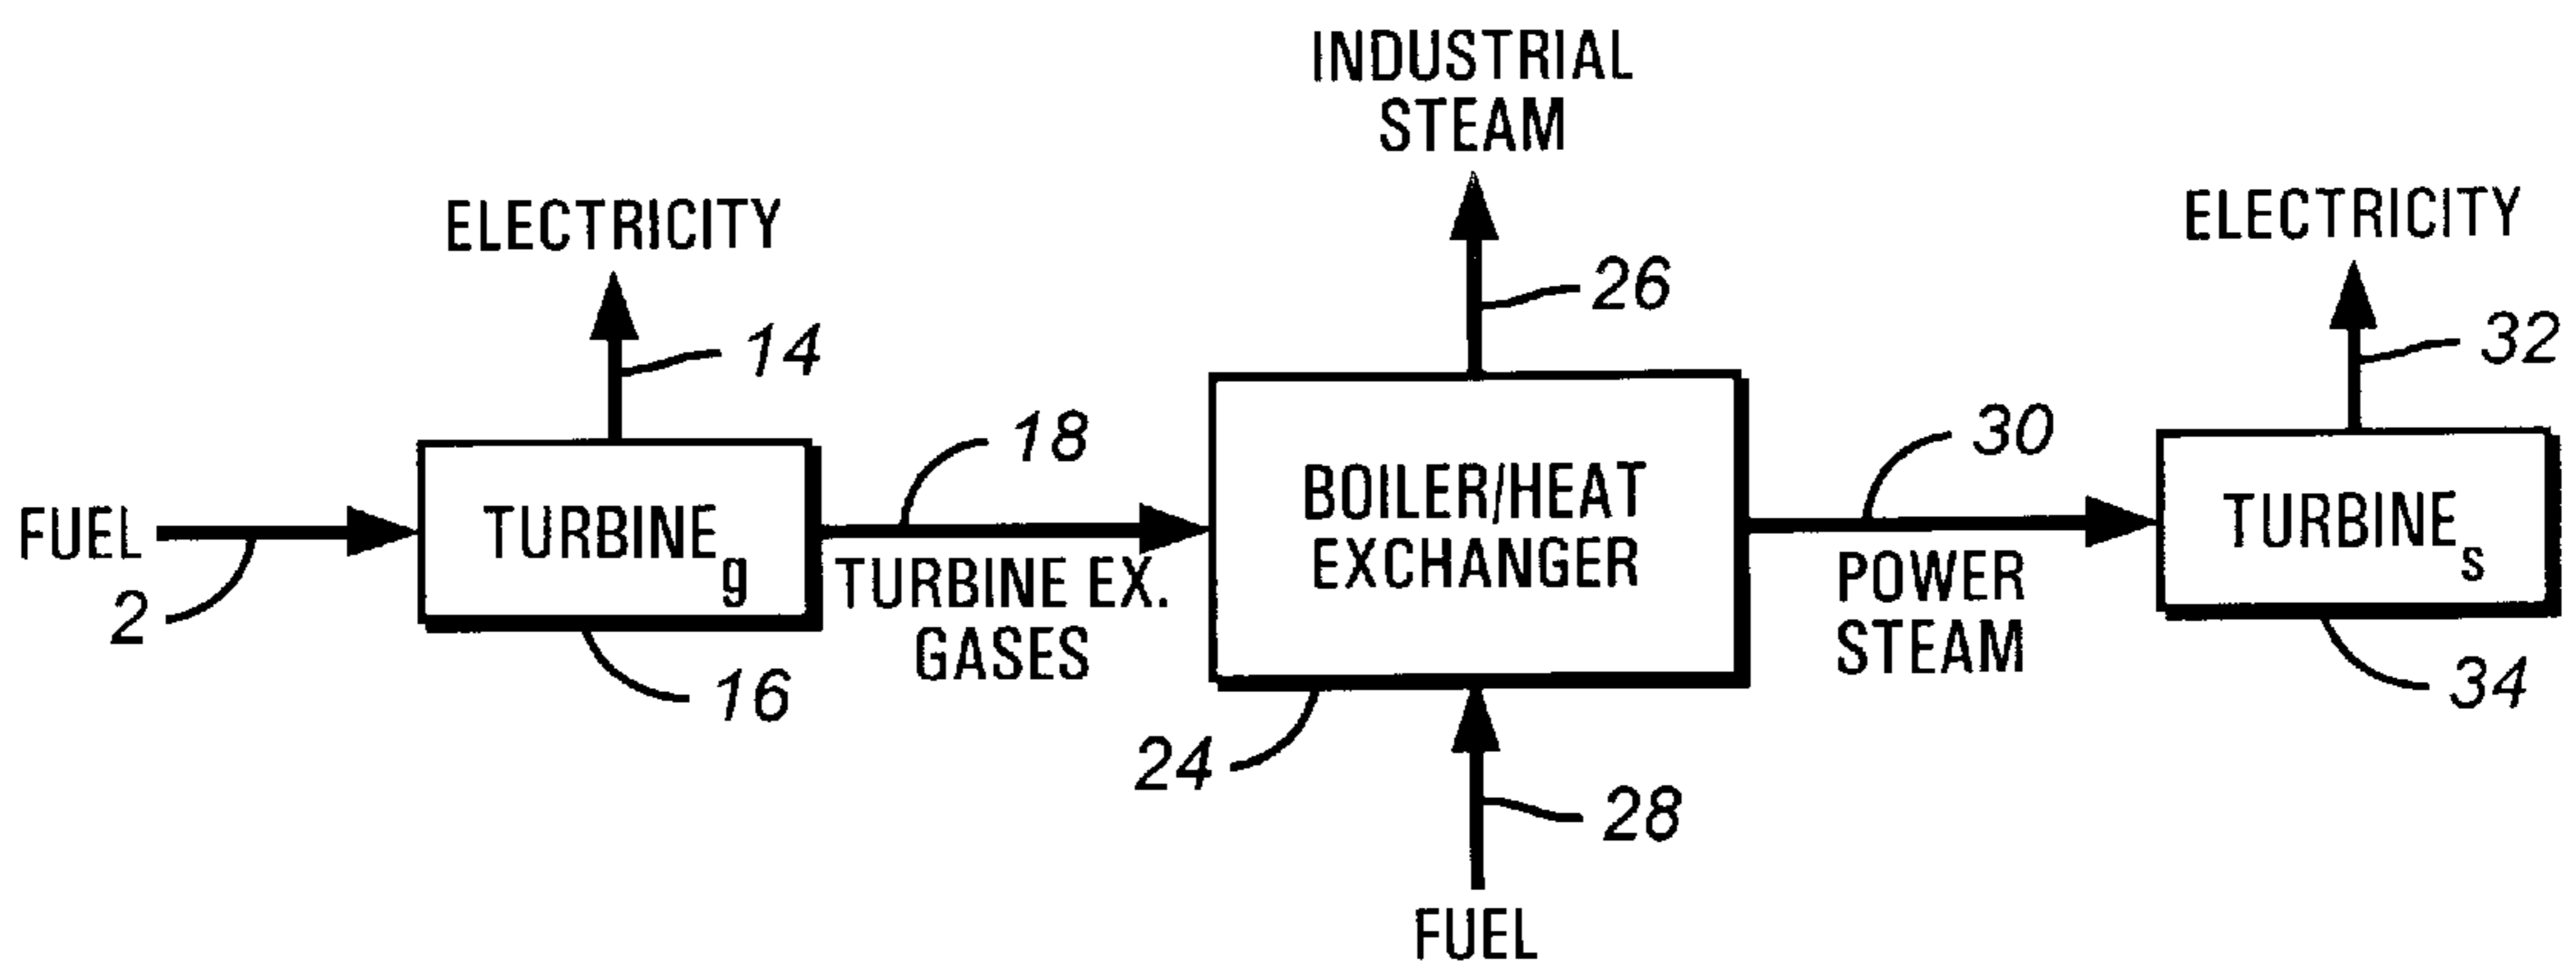 INDUSTRIAL
STEAM
ELECTRICITY
ELECTRICITY
26
14
32
18
30
BOILER/HEAT
EXCHANGER
FUEL
TURBINEg
TURBINEs
TURBINE EX.
GASES
POWER
STEAM
2
16
34
24
28
FUEL